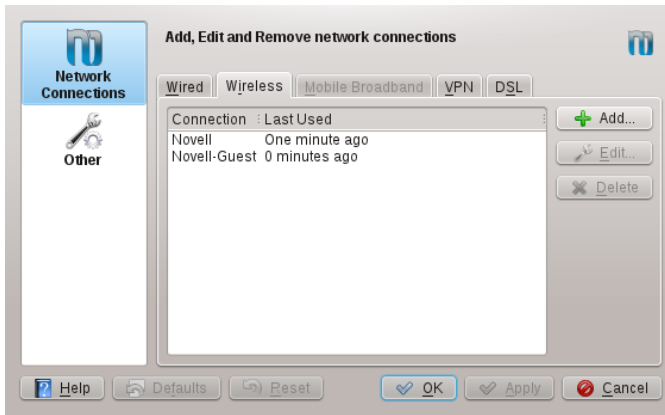 Add, Edit and Remove network connections
Network
Connections
Other
Wired Wireless Mobile Broadband VPN DSL
Connection Last Used
Novell One minute ago
Novell-Guest 0 minutes ago
Add...
Edit...
Delete
Help Defaults Reset OK Apply Cancel